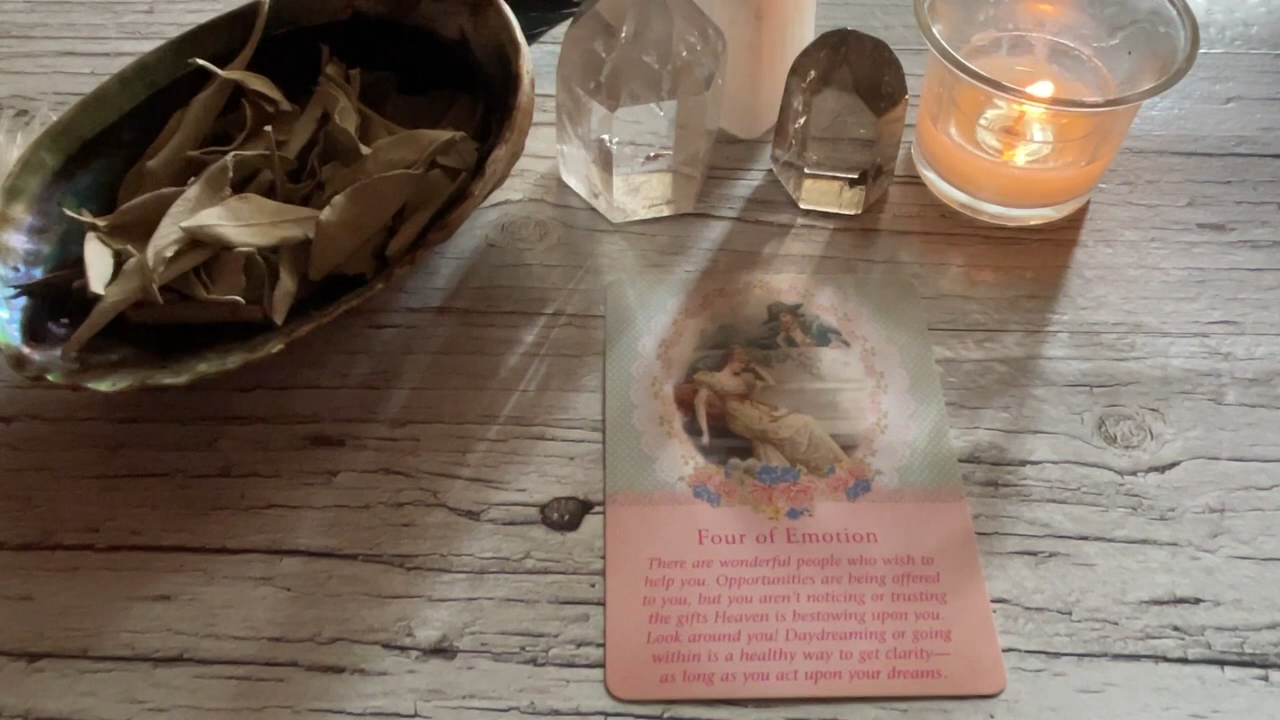 Four of Emotion
There are wonderful people who wish to
help you. Opportunities are being offered
to you, but you aren't noticing or trusting
the gifts Heaven is bestowing upon you.
Look around you! Daydreaming or going
within is a healthy way to get clarity—
as long as you act upon your dreams.